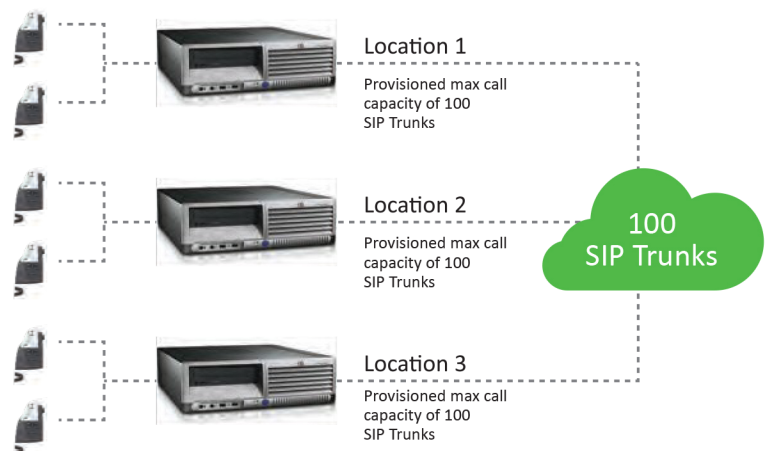 Location 1
Provisioned max call
capacity of 100
SIP Trunks
Location 2
Provisioned max call
capacity of 100
SIP Trunks
Location 3
Provisioned max call
capacity of 100
SIP Trunks
100
SIP Trunks